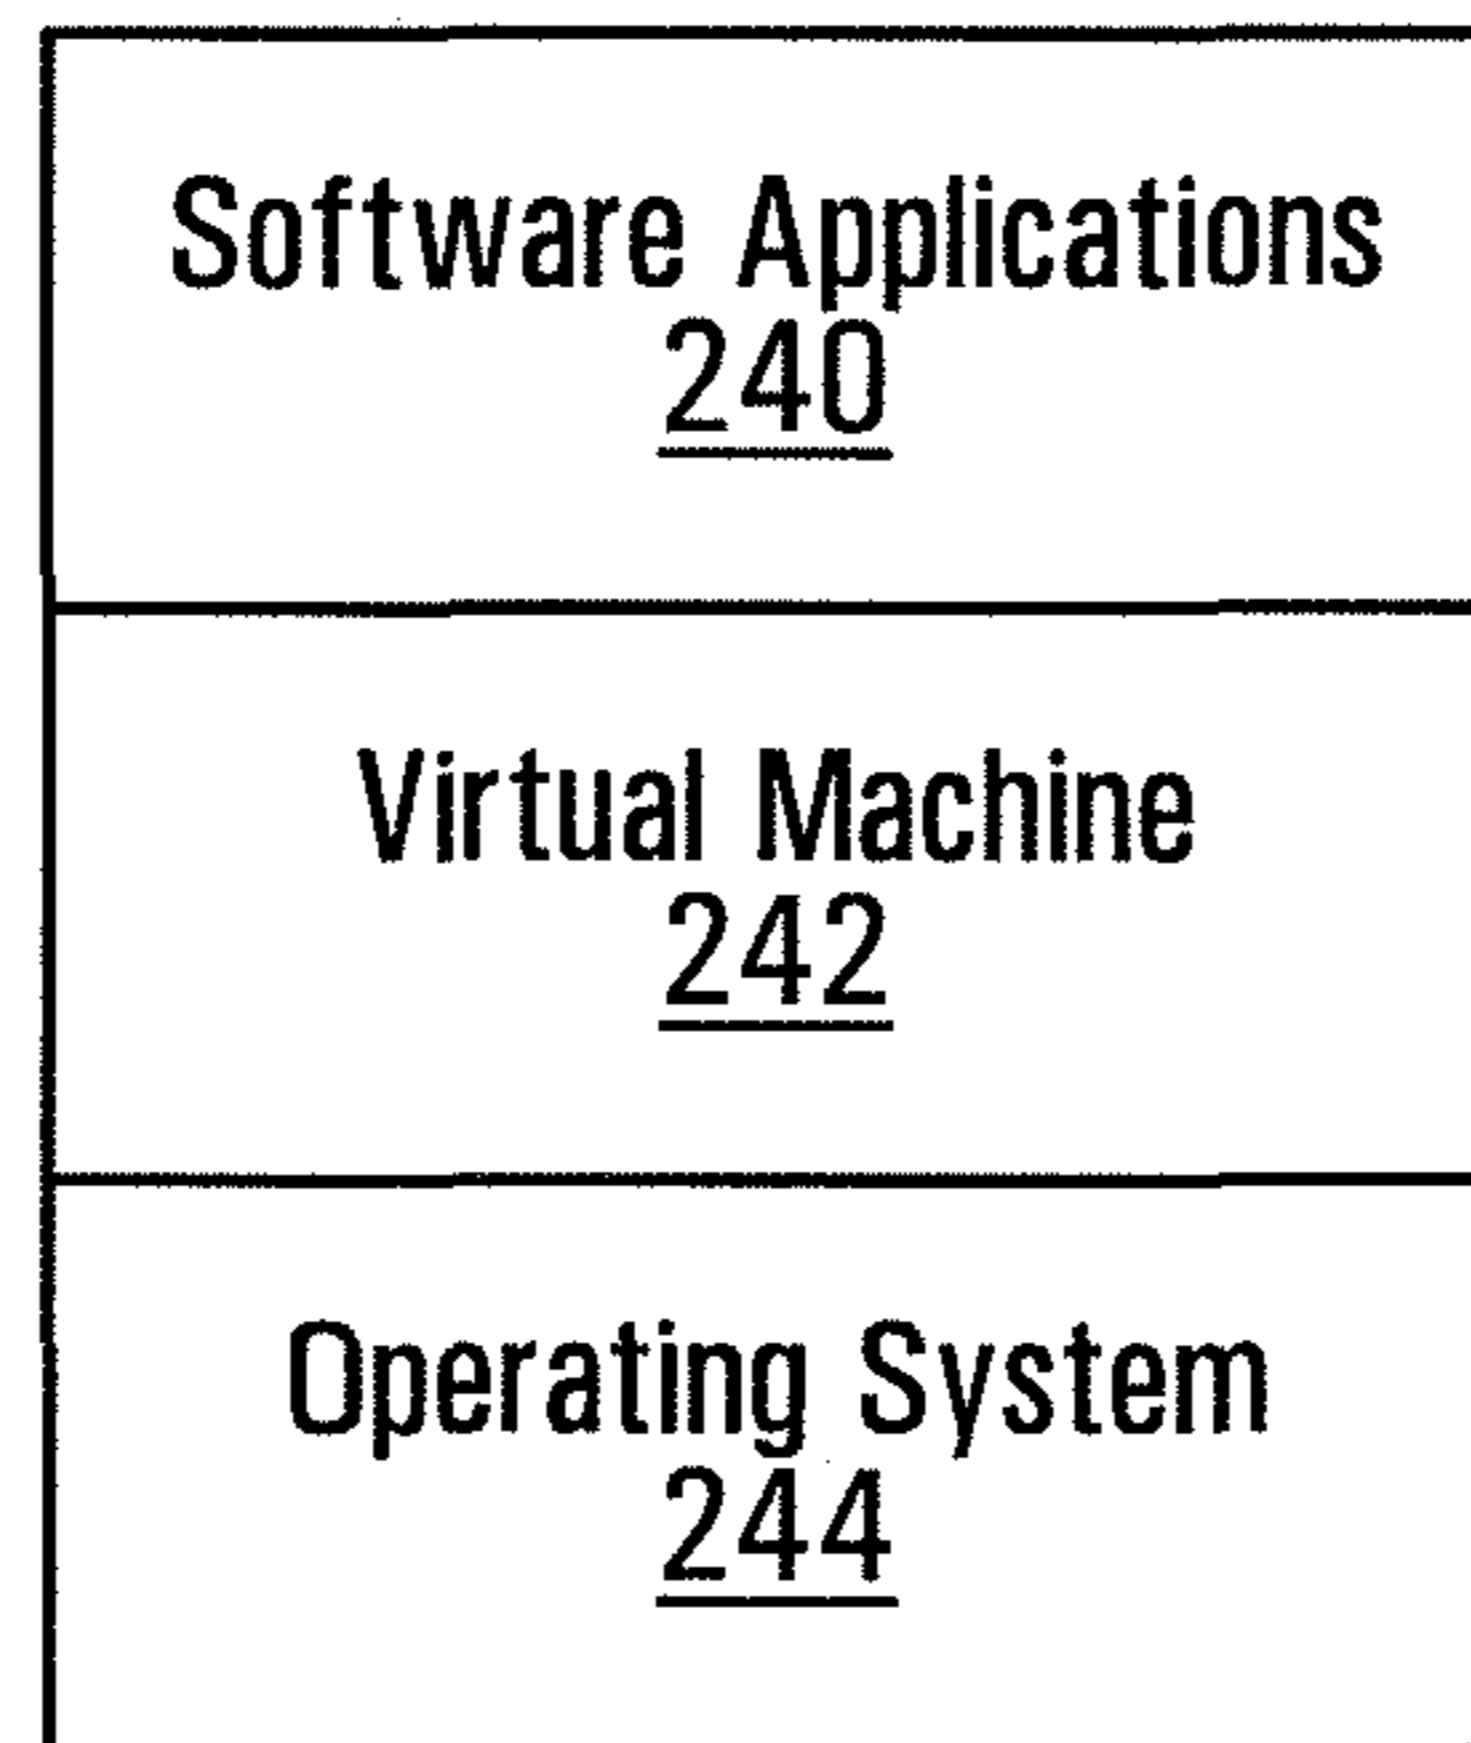 Software Applications
240
Virtual Machine
242
Operating System
244